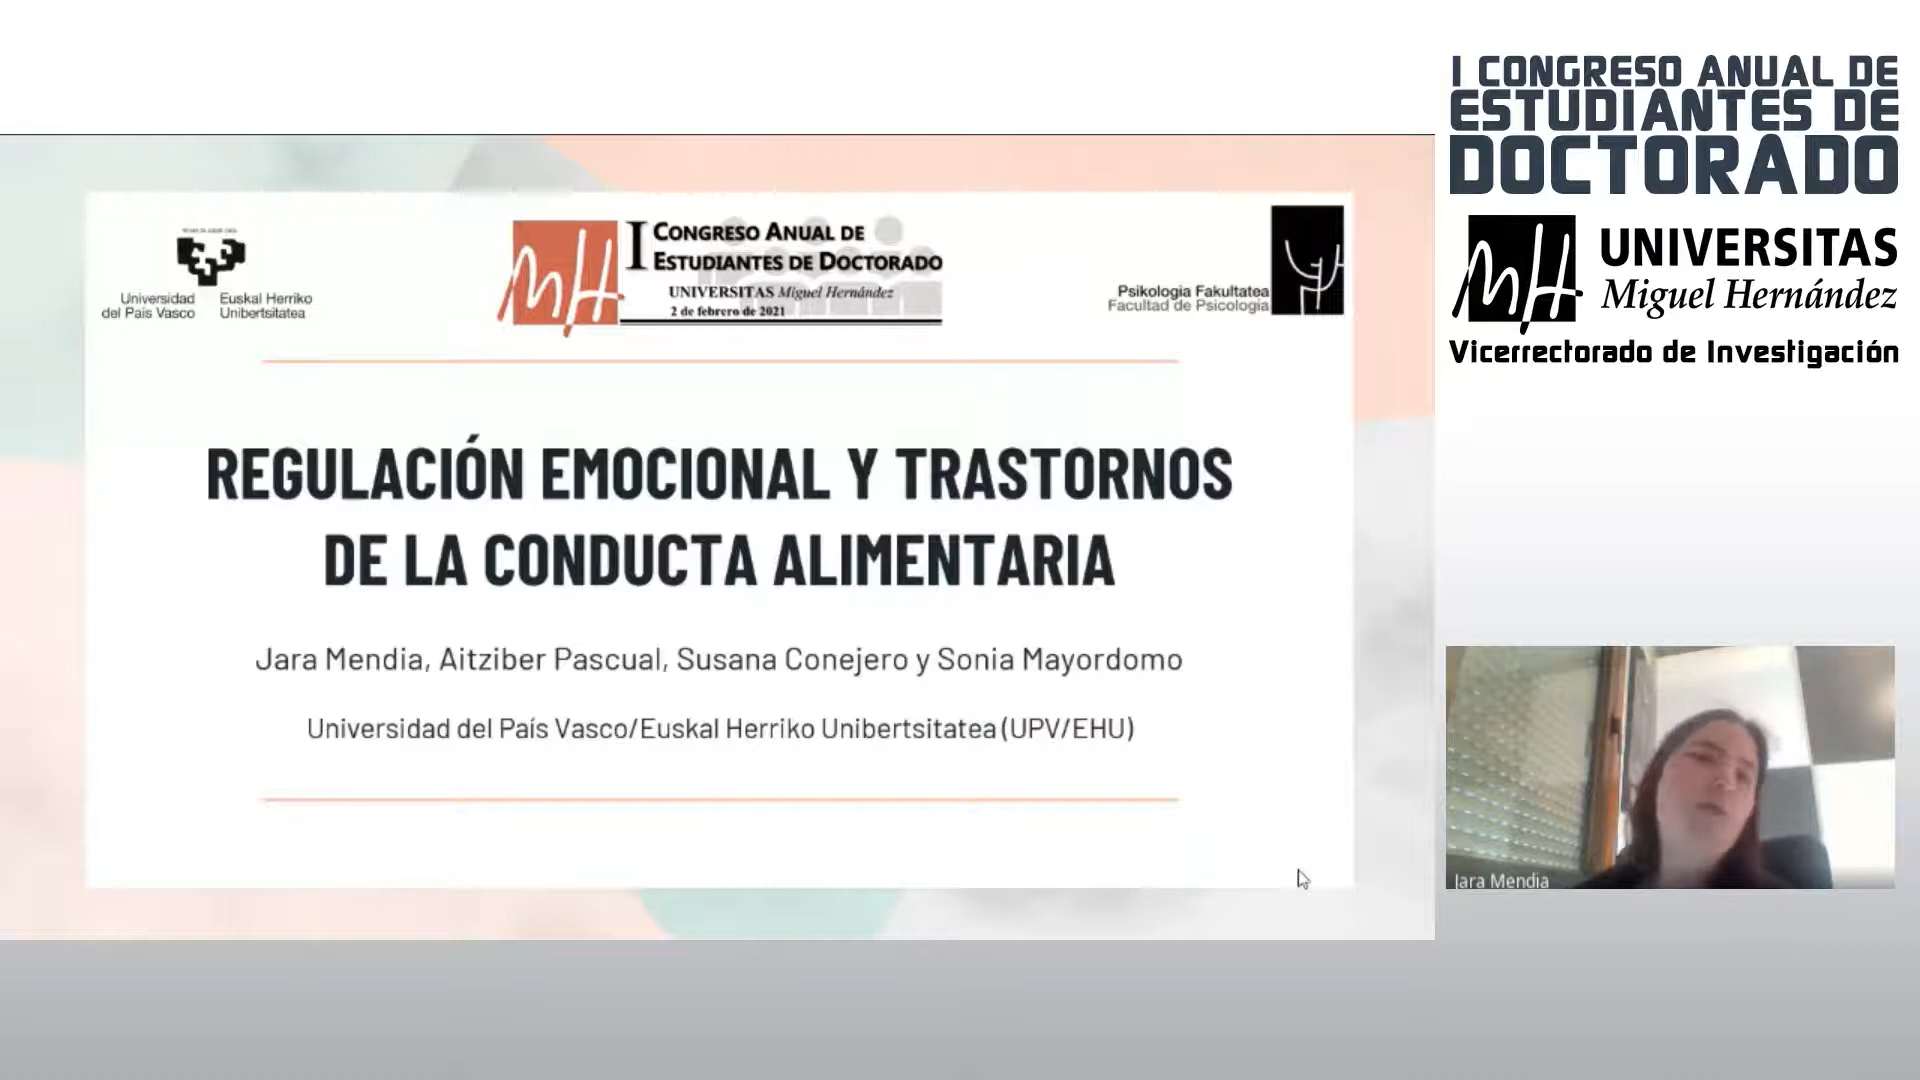 I CONGRESO ANUAL DE
ESTUDIANTES DE
DOCTORADO
UNIVERSITAS
Miguel Hernández
Vicerrectorado de Investigación
Universidad
del País Vasco
Euskal Herriko
Unibertsitatea
I CONGRESO ANUAL DE
ESTUDIANTES DE DOCTORADO
UNIVERSITAS Miguel Hernández
2 de febrero de 2021
Psikologia Fakultatea
Facultad de Psicología
REGULACIÓN EMOCIONAL Y TRASTORNOS
DE LA CONDUCTA ALIMENTARIA
Jara Mendia, Aitziber Pascual, Susana Conejero y Sonia Mayordomo
Universidad del País Vasco/Euskal Herriko Unibertsitatea (UPV/EHU)
Jara Mendia